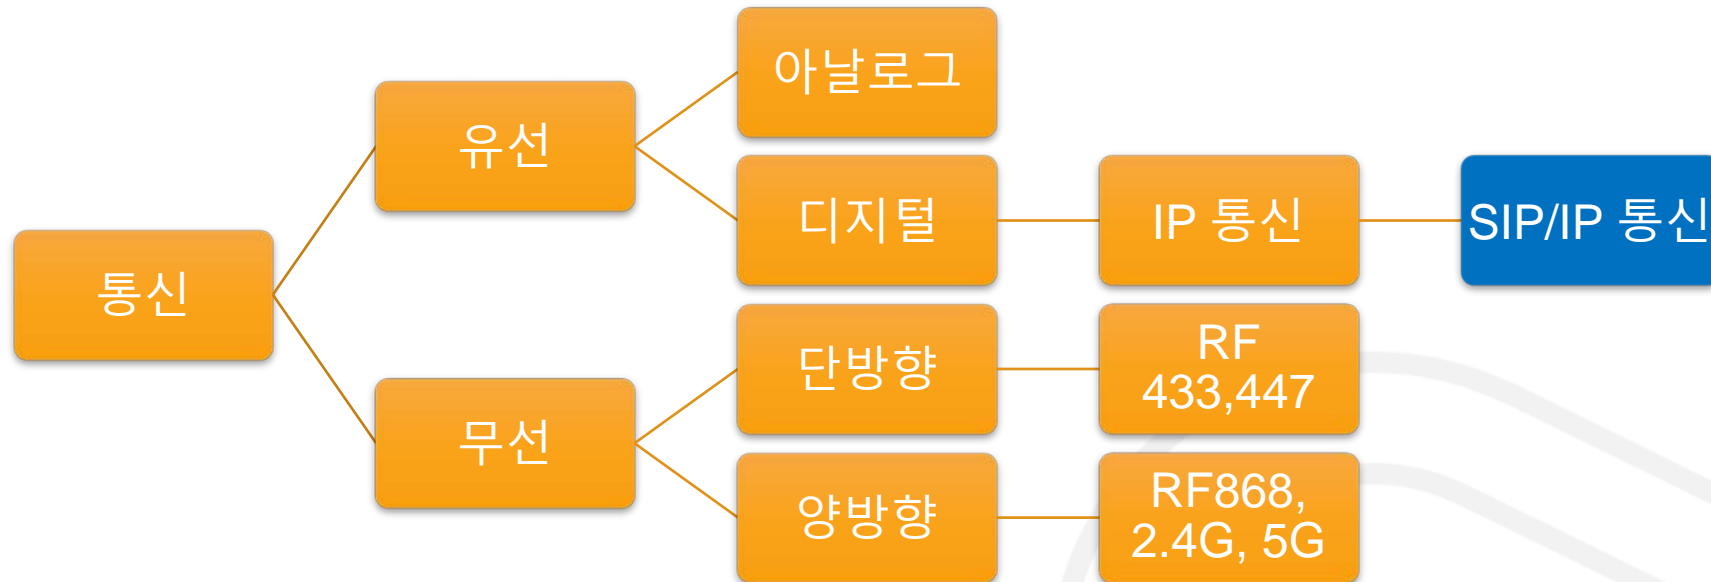 아날로그
유선
디지털
IP 통신
SIP/IP 통신
통신
단방향
RF
433,447
무선
양방향
RF868,
2.4G, 5G